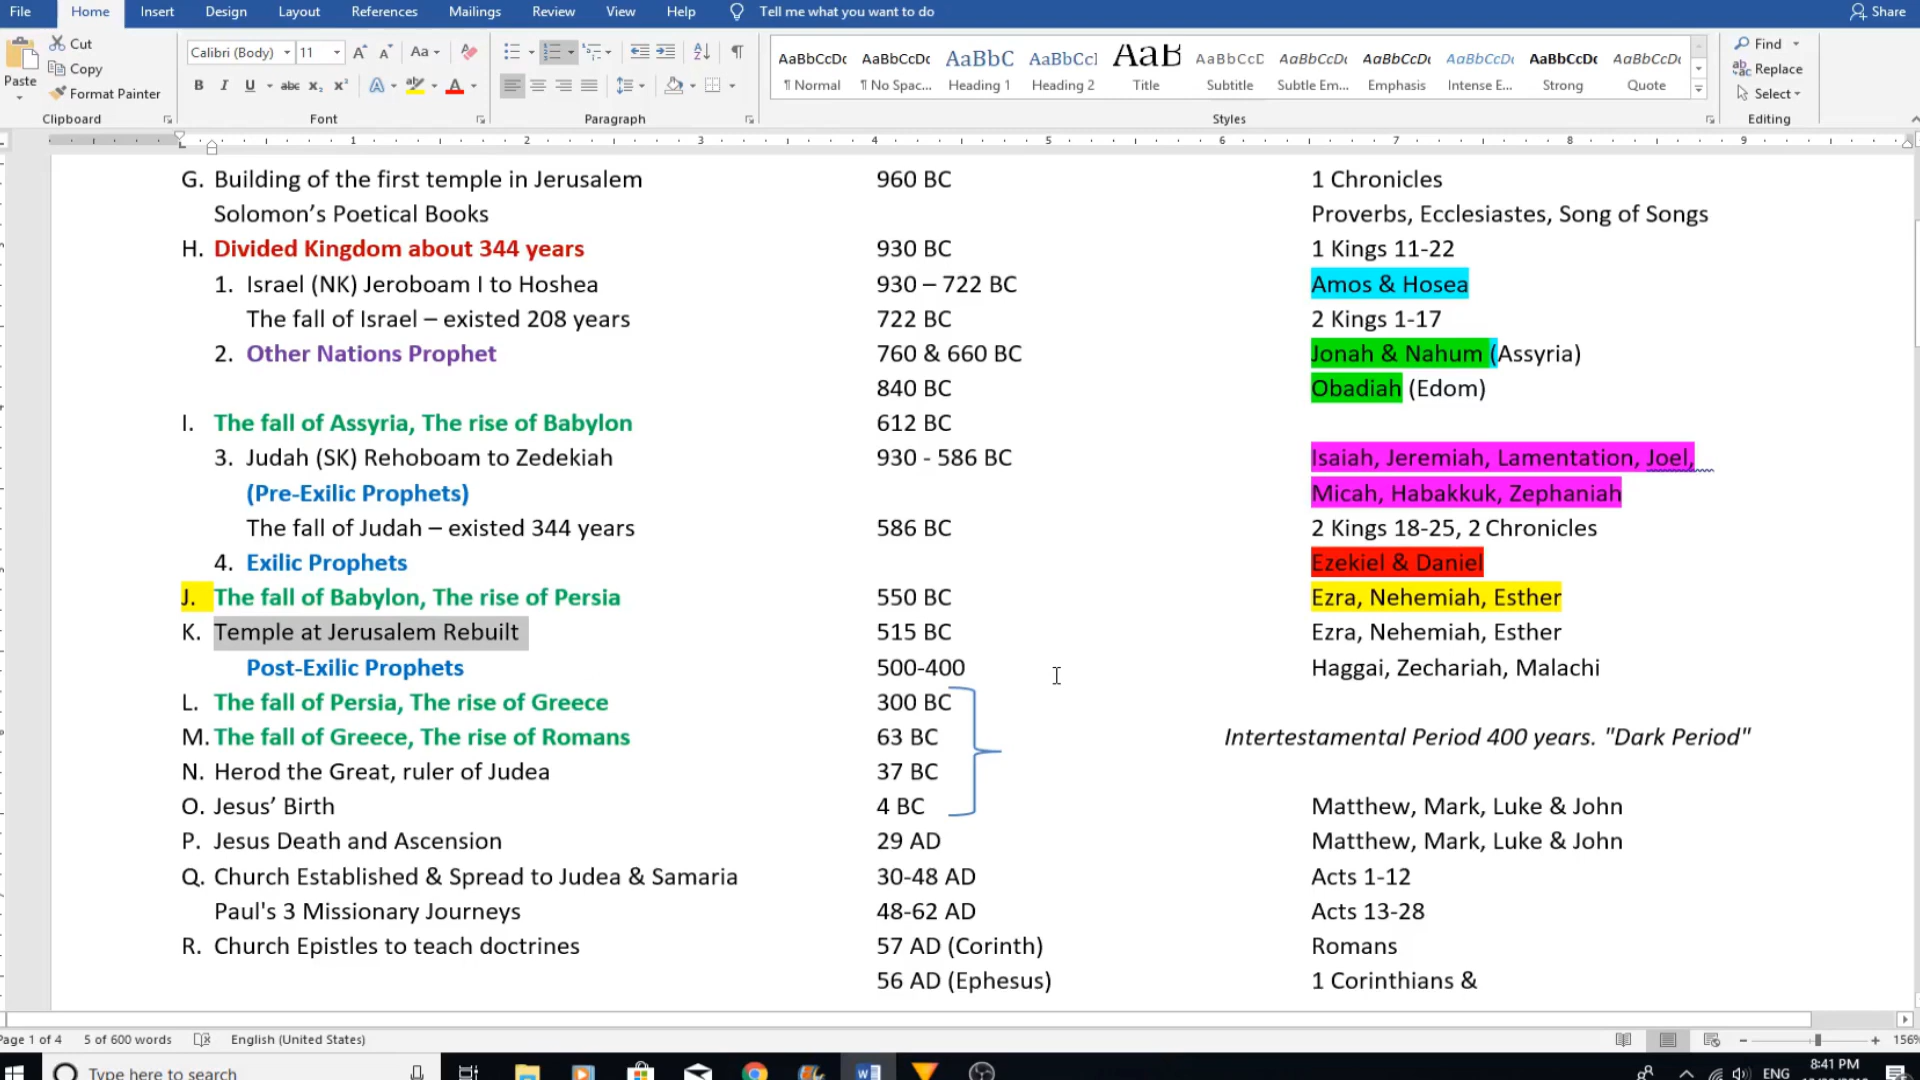 File Home Insert Design Layout References Mailings Review View Help Tell me what you want to do Share
Paste Cut Copy Format Painter
Calibri (Body) 11
AaBbCcDc AaBbCcDc AaBbC AaBbCcl AaB AaBbCcD AaBbCcDc AaBbCcDc AaBbCcDc AaBbCcDc AaBbCcDc
¶ Normal ¶ No Spac... Heading 1 Heading 2 Title Subtitle Subtle Em... Emphasis Intense E... Strong Quote
Find Replace Select
Clipboard Font Paragraph Styles Editing
1 2 3 4 5 6 7 8 9
G. Building of the first temple in Jerusalem 960 BC 1 Chronicles
Solomon’s Poetical Books Proverbs, Ecclesiastes, Song of Songs
H. Divided Kingdom about 344 years 930 BC 1 Kings 11-22
1. Israel (NK) Jeroboam I to Hoshea 930 – 722 BC Amos & Hosea
The fall of Israel – existed 208 years 722 BC 2 Kings 1-17
2. Other Nations Prophet 760 & 660 BC Jonah & Nahum (Assyria)
840 BC Obadiah (Edom)
I. The fall of Assyria, The rise of Babylon 612 BC
3. Judah (SK) Rehoboam to Zedekiah 930 - 586 BC Isaiah, Jeremiah, Lamentation, Joel,
(Pre-Exilic Prophets) Micah, Habakkuk, Zephaniah
The fall of Judah – existed 344 years 586 BC 2 Kings 18-25, 2 Chronicles
4. Exilic Prophets Ezekiel & Daniel
J. The fall of Babylon, The rise of Persia 550 BC Ezra, Nehemiah, Esther
K. Temple at Jerusalem Rebuilt 515 BC Ezra, Nehemiah, Esther
Post-Exilic Prophets 500-400 Haggai, Zechariah, Malachi
L. The fall of Persia, The rise of Greece 300 BC
M. The fall of Greece, The rise of Romans 63 BC Intertestamental Period 400 years. "Dark Period"
N. Herod the Great, ruler of Judea 37 BC
O. Jesus’ Birth 4 BC Matthew, Mark, Luke & John
P. Jesus Death and Ascension 29 AD Matthew, Mark, Luke & John
Q. Church Established & Spread to Judea & Samaria 30-48 AD Acts 1-12
Paul's 3 Missionary Journeys 48-62 AD Acts 13-28
R. Church Epistles to teach doctrines 57 AD (Corinth) Romans
56 AD (Ephesus) 1 Corinthians &
Page 1 of 4 5 of 600 words English (United States) 156%
Type here to search ENG 8:41 PM